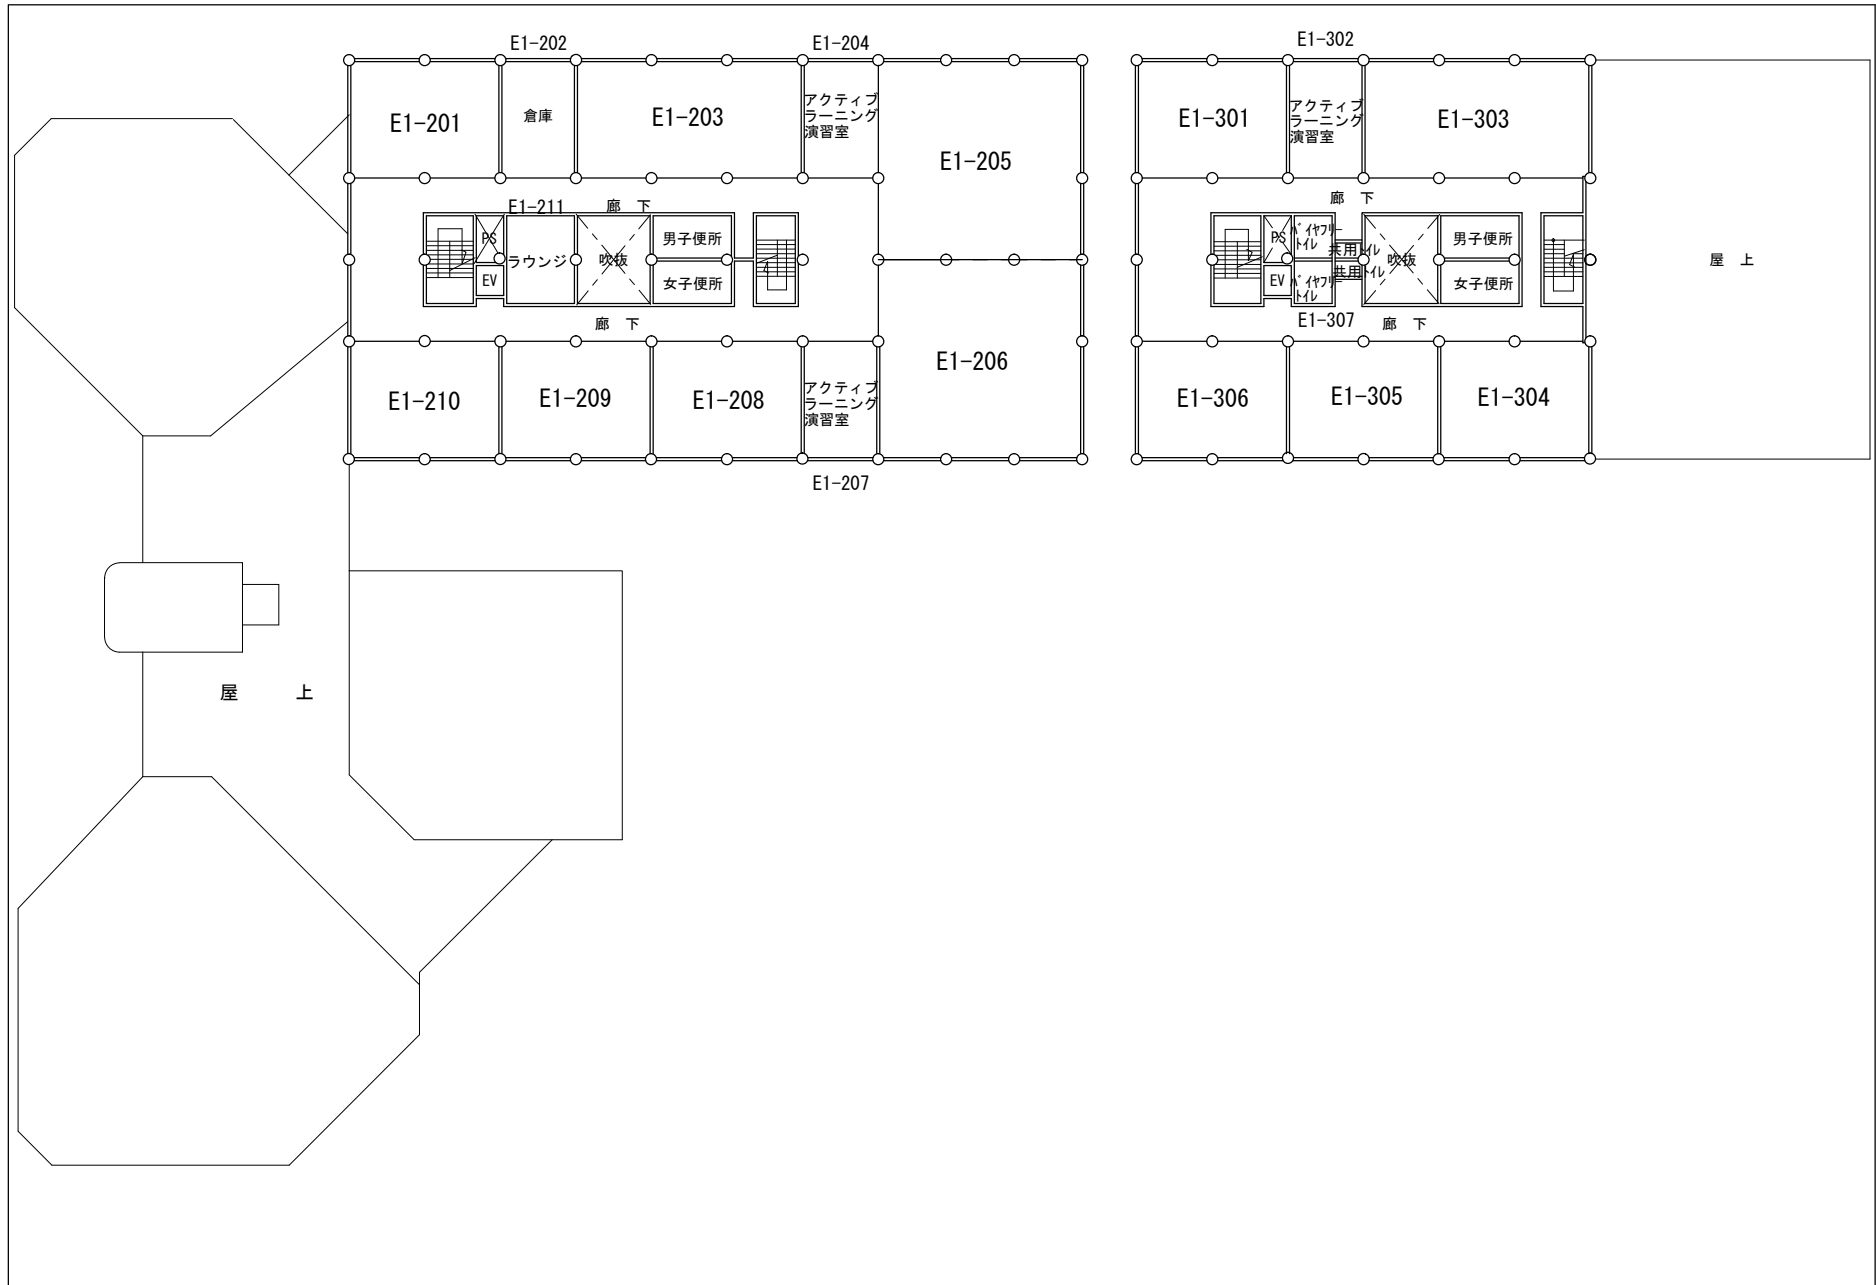 E1-202
E1-204
E1-201
倉庫
E1-203
アクティブ
ラーニング
演習室
E1-205
E1-211
廊 下
PS
EV
ラウンジ
吹抜
男子便所
女子便所
廊 下
E1-206
E1-210
E1-209
E1-208
アクティブ
ラーニング
演習室
E1-207
E1-302
E1-301
アクティブ
ラーニング
演習室
E1-303
廊 下
PS
EV
バイヤフリー
トイレ
共用トイレ
共用トイレ
バイヤフリー
トイレ
吹抜
男子便所
女子便所
屋 上
E1-307
廊 下
E1-306
E1-305
E1-304
屋 上